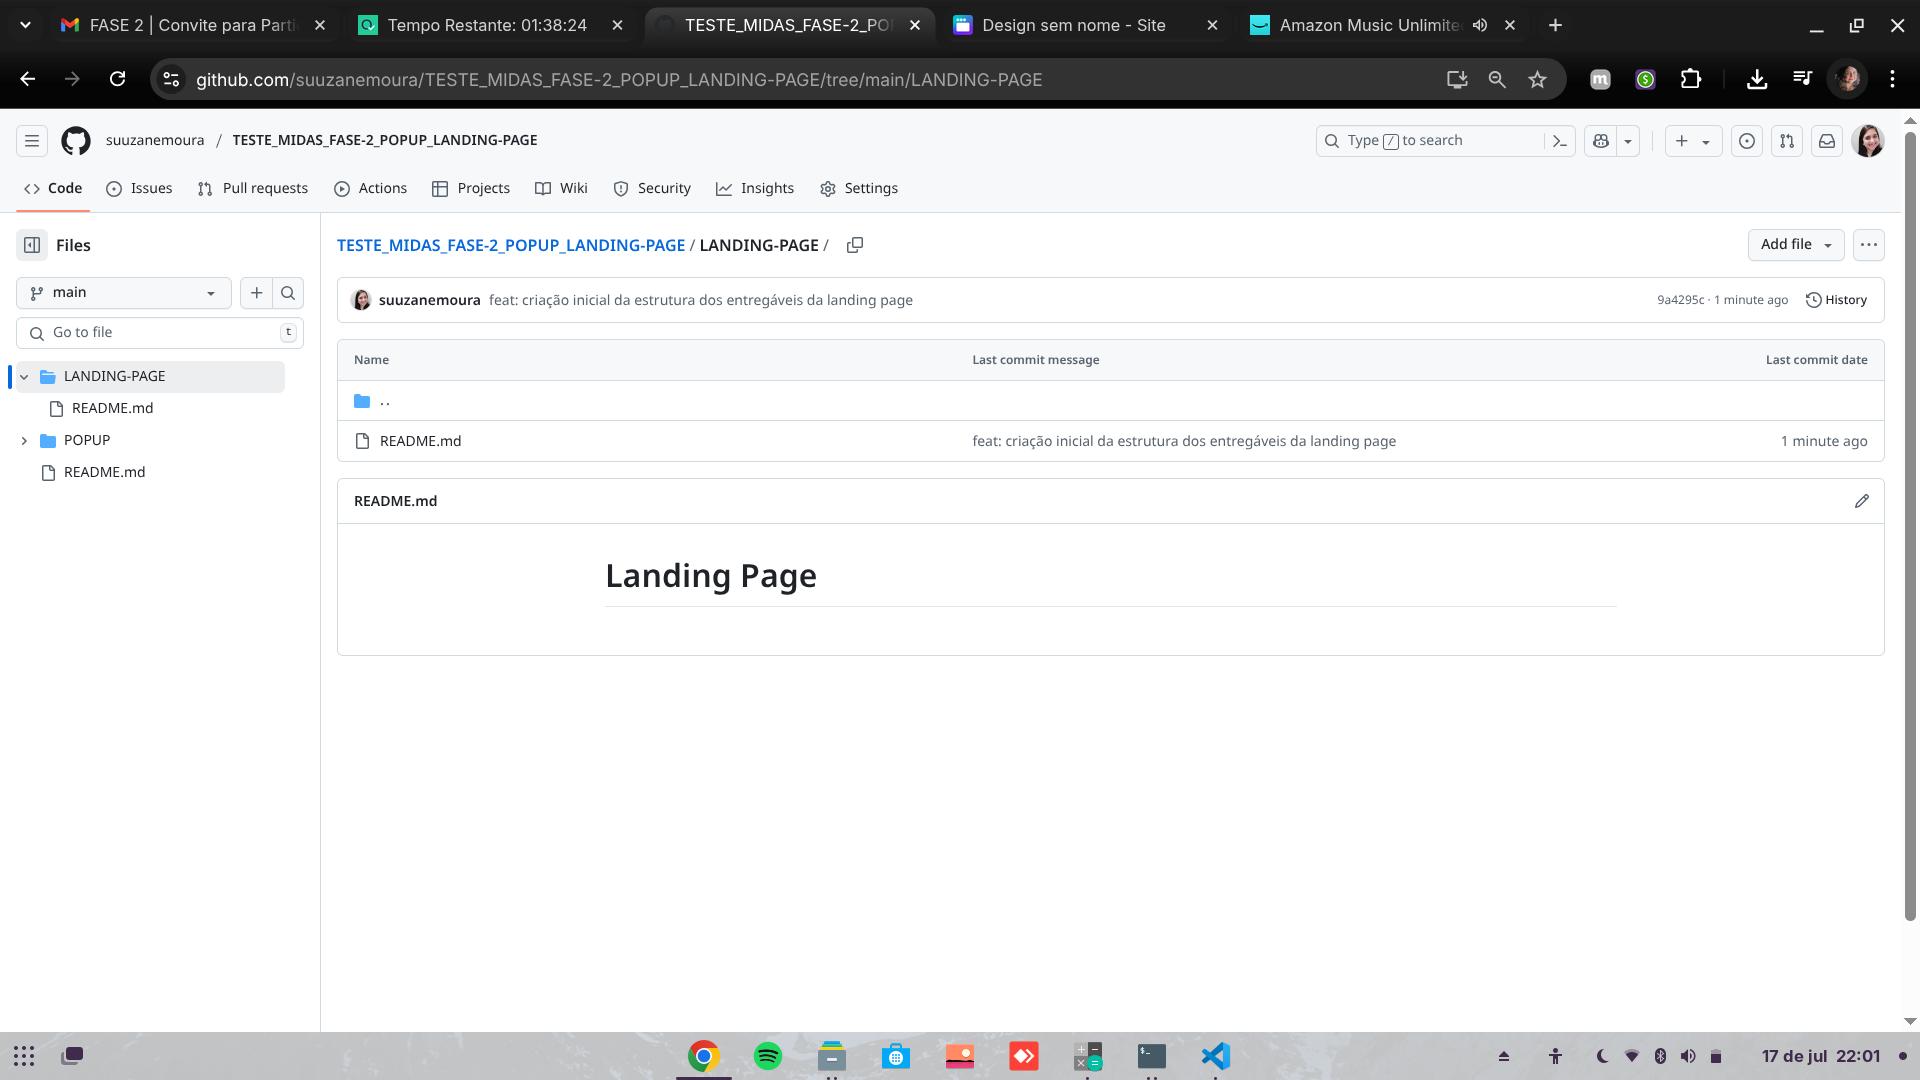 FASE 2 | Convite para Parti
Tempo Restante: 01:38:24
TESTE_MIDAS_FASE-2_PO
Design sem nome - Site
Amazon Music Unlimite
github.com/suuzanemoura/TESTE_MIDAS_FASE-2_POPUP_LANDING-PAGE/tree/main/LANDING-PAGE
suuzanemoura / TESTE_MIDAS_FASE-2_POPUP_LANDING-PAGE
Type / to search
Code
Issues
Pull requests
Actions
Projects
Wiki
Security
Insights
Settings
Files
main
Go to file
t
LANDING-PAGE
README.md
POPUP
README.md
TESTE_MIDAS_FASE-2_POPUP_LANDING-PAGE / LANDING-PAGE /
Add file
suuzanemoura feat: criação inicial da estrutura dos entregáveis da landing page
9a4295c · 1 minute ago
History
Name
Last commit message
Last commit date
..
README.md
feat: criação inicial da estrutura dos entregáveis da landing page
1 minute ago
README.md
Landing Page
17 de jul 22:01